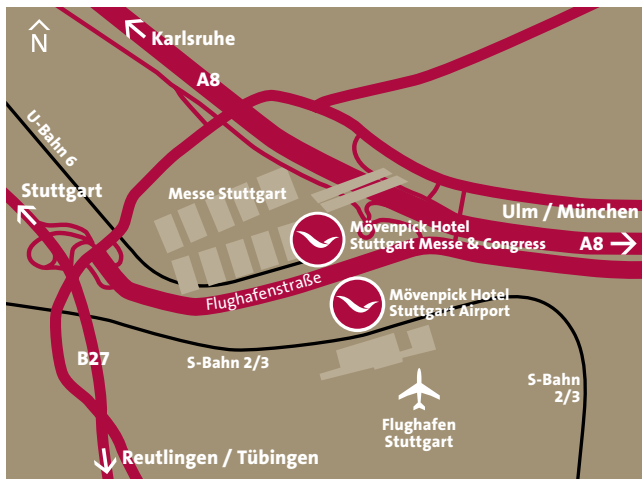 N
Karlsruhe
A8
U-Bahn 6
Stuttgart
Messe Stuttgart
Ulm / München
A8
Mövenpick Hotel
Stuttgart Messe & Congress
Flughafenstraße
Mövenpick Hotel
Stuttgart Airport
B27
S-Bahn 2/3
S-Bahn
2/3
Flughafen
Stuttgart
Reutlingen / Tübingen